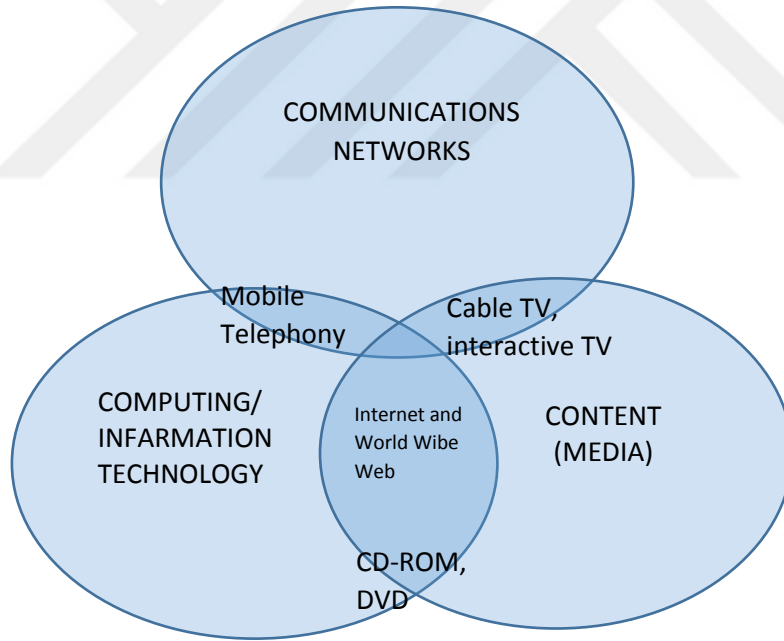 COMMUNICATIONS
NETWORKS
Mobile
Telephony
Cable TV,
interactive TV
COMPUTING/
INFARMATION
TECHNOLOGY
Internet and
World Wibe
Web
CONTENT
(MEDIA)
CD-ROM,
DVD